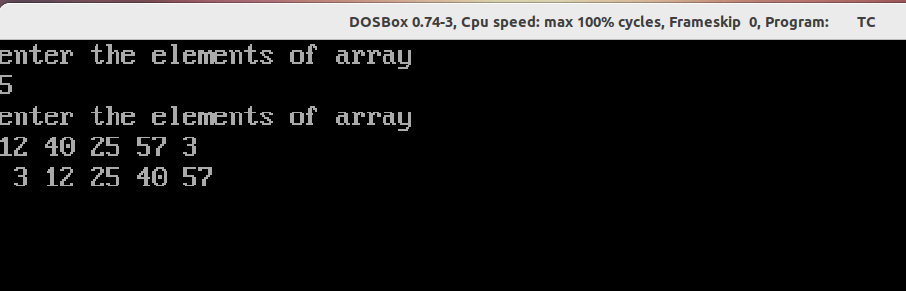 DOSBox 0.74-3, Cpu speed: max 100% cycles, Frameskip 0, Program: TC
enter the elements of array
5
enter the elements of array
12 40 25 57 3
3 12 25 40 57